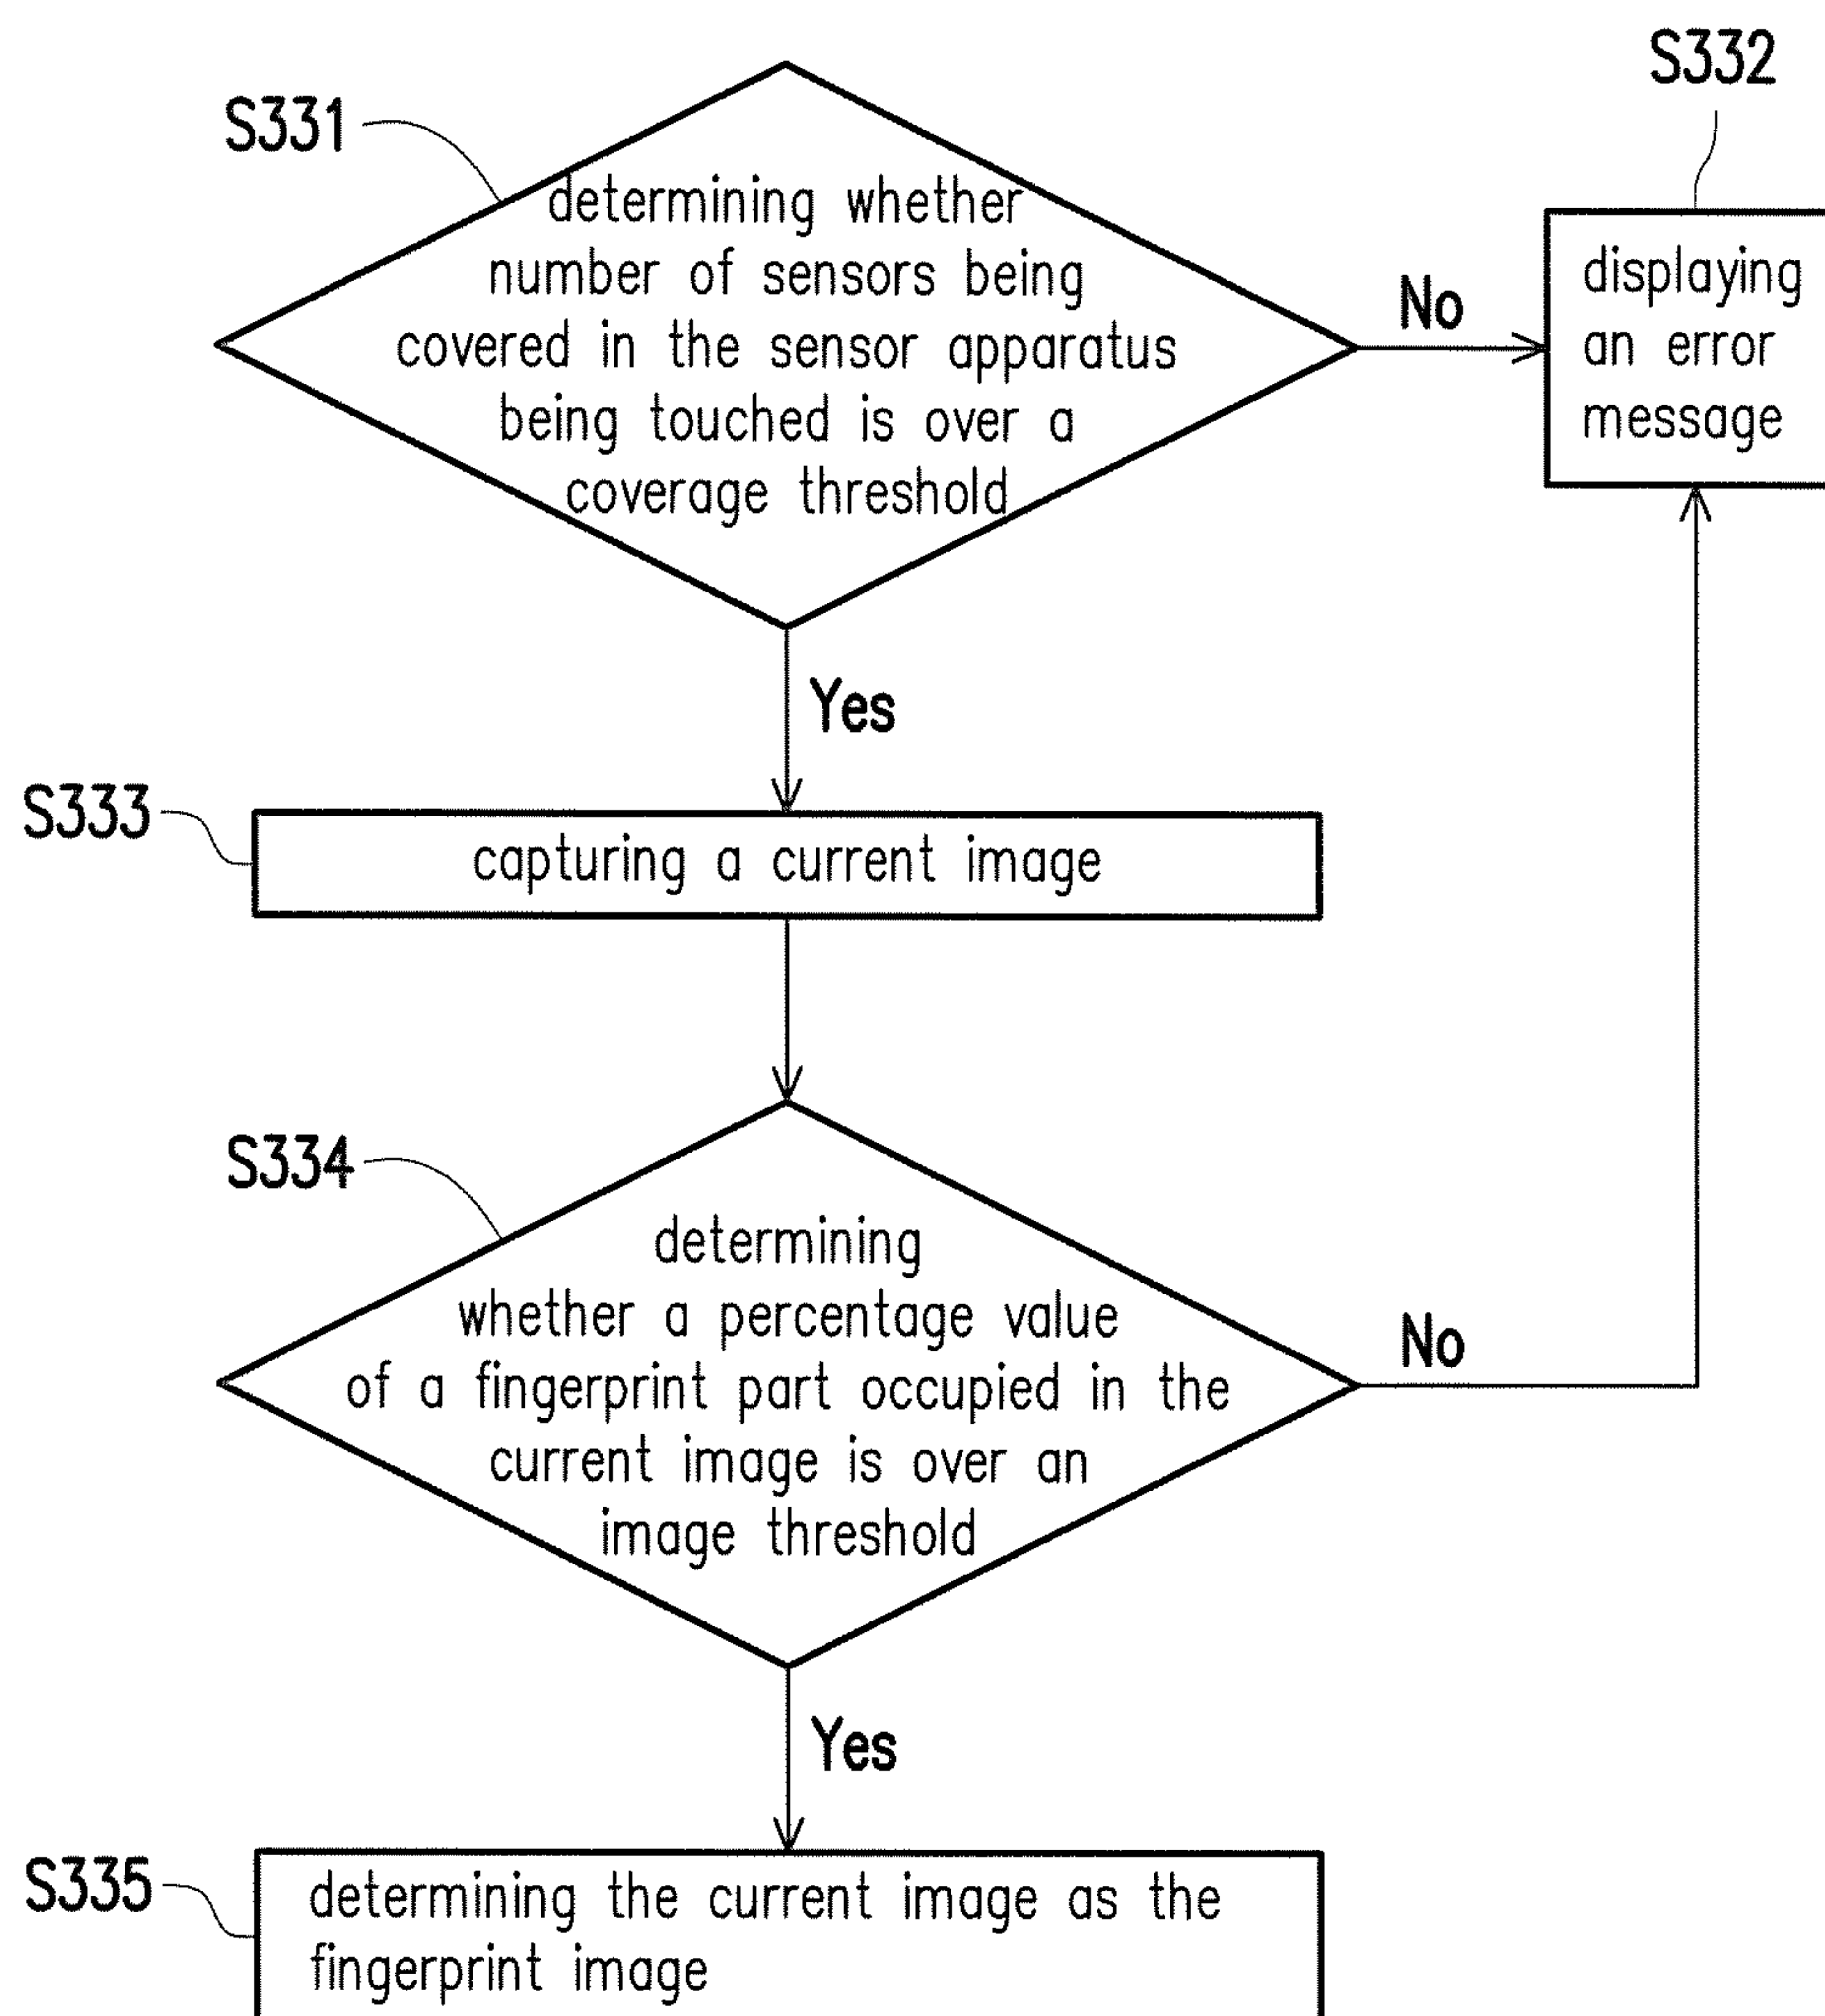 S331
determining whether
number of sensors being
covered in the sensor apparatus
being touched is over a
coverage threshold
No
S332
displaying
an error
message
Yes
S333
capturing a current image
S334
determining
whether a percentage value
of a fingerprint part occupied in the
current image is over an
image threshold
No
Yes
S335
determining the current image as the
fingerprint image